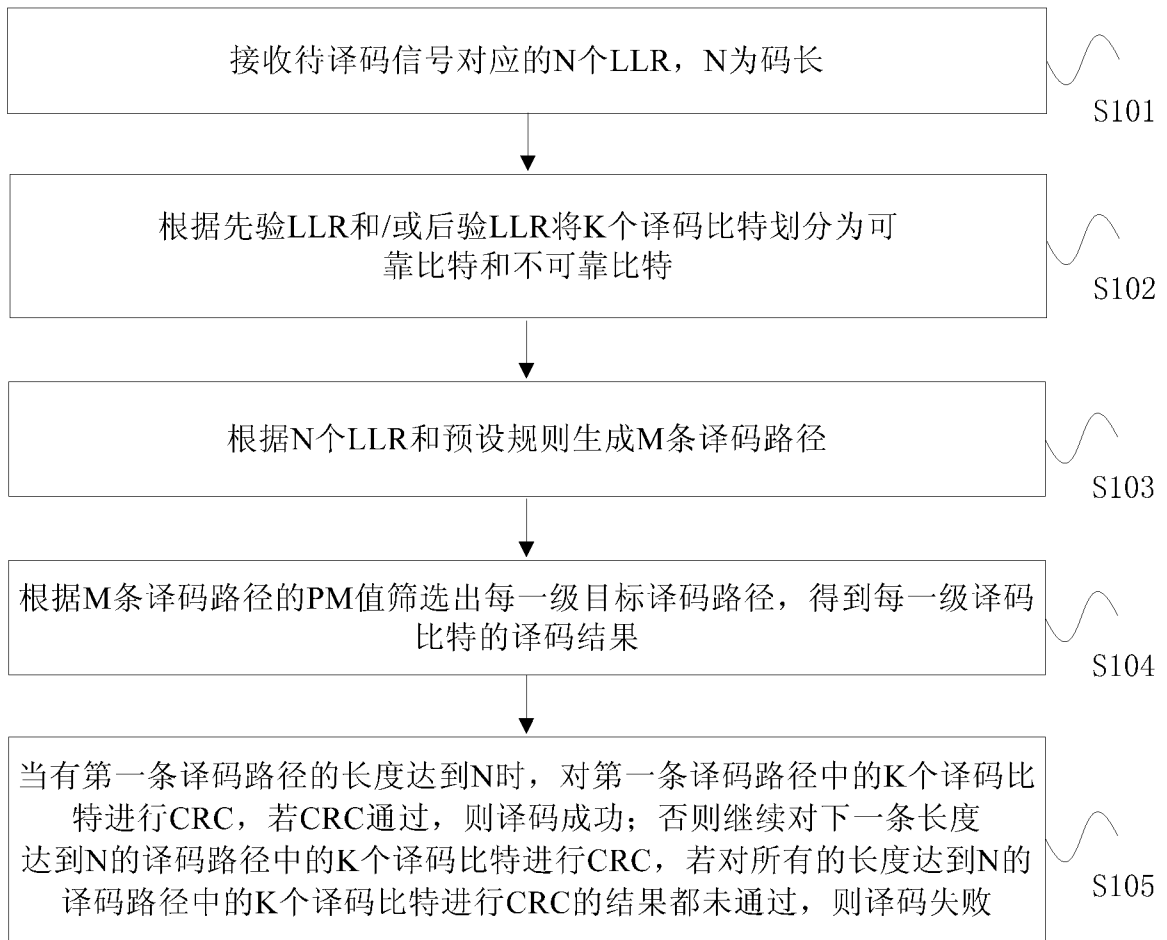 接收待译码信号对应的N个LLR，N为码长
S101
根据先验LLR和/或后验LLR将K个译码比特划分为可
靠比特和不可靠比特
S102
根据N个LLR和预设规则生成M条译码路径
S103
根据M条译码路径的PM值筛选出每一级目标译码路径，得到每一级译码
比特的译码结果
S104
当有第一条译码路径的长度达到N时，对第一条译码路径中的K个译码比
特进行CRC，若CRC通过，则译码成功；否则继续对下一条长度
达到N的译码路径中的K个译码比特进行CRC，若对所有的长度达到N的
译码路径中的K个译码比特进行CRC的结果都未通过，则译码失败
S105